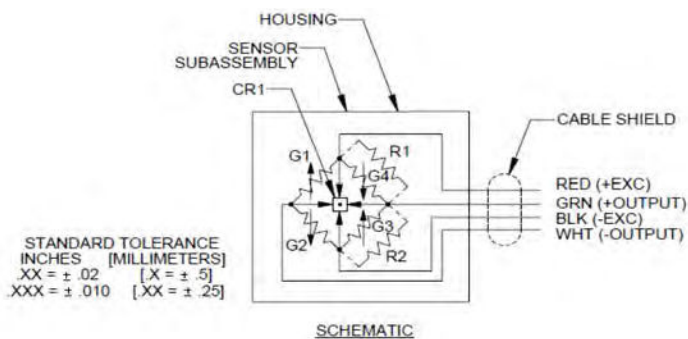 HOUSING
SENSOR
SUBASSEMBLY
CR1
CABLE SHIELD
G1
R1
G4
RED (+EXC)
GRN (+OUTPUT)
BLK (-EXC)
WHT (-OUTPUT)
G2
G3
R2
STANDARD TOLERANCE
INCHES [MILLIMETERS]
.XX = ± .02 [.X = ± .5]
.XXX = ± .010 [.XX = ± .25]
SCHEMATIC